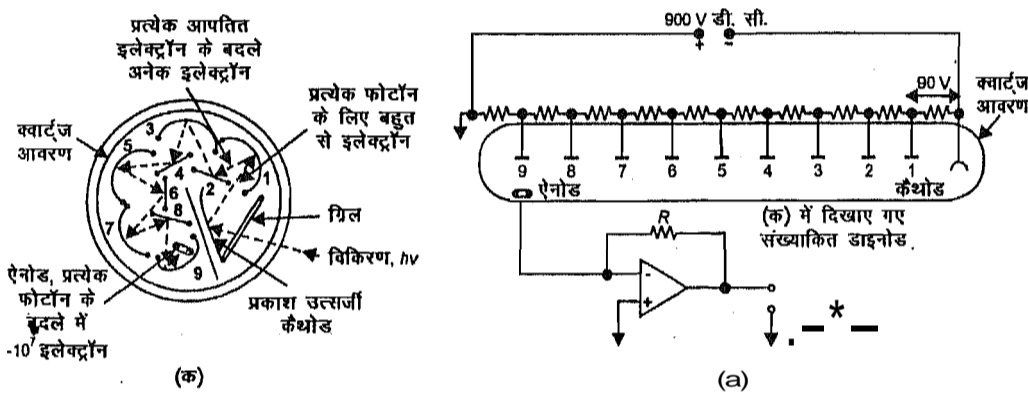 प्रत्येक आपतित
इलेक्ट्रॉन के बदले
अनेक इलेक्ट्रॉन
प्रत्येक फोटॉन
के लिए बहुत
से इलेक्ट्रॉन
क्वार्ट्ज
आवरण
3
5
4
1
2
6
8
7
9
ग्रिल
विकिरण, hv
ऐनोड, प्रत्येक
फोटॉन के
बदले में
-10⁷ इलेक्ट्रॉन
प्रकाश उत्सर्जी
कैथोड
(क)
900 V डी. सी.
+ -
90 V
क्वार्ट्ज
आवरण
9 8 7 6 5 4 3 2 1
ऐनोड
कैथोड
(क) में दिखाए गए
संख्याकित डाइनोड.
R
-
+
. — * —
(a)